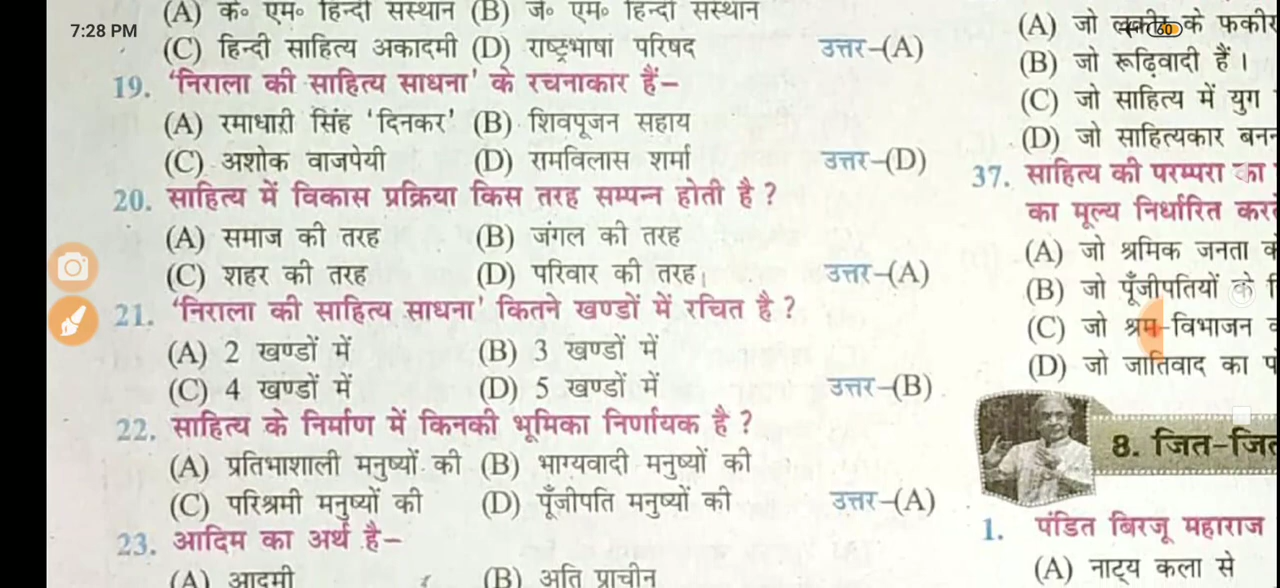 7:28 PM
(A) के० एम० हिन्दी संस्थान (B) जे० एम० हिन्दी संस्थान
(C) हिन्दी साहित्य अकादमी (D) राष्ट्रभाषा परिषद उत्तर–(A)
19. 'निराला की साहित्य साधना' के रचनाकार हैं–
(A) रमाधारी सिंह 'दिनकर' (B) शिवपूजन सहाय
(C) अशोक वाजपेयी (D) रामविलास शर्मा उत्तर–(D)
20. साहित्य में विकास प्रक्रिया किस तरह सम्पन्न होती है ?
(A) समाज की तरह (B) जंगल की तरह
(C) शहर की तरह (D) परिवार की तरह उत्तर–(A)
21. 'निराला की साहित्य साधना' कितने खण्डों में रचित है ?
(A) 2 खण्डों में (B) 3 खण्डों में
(C) 4 खण्डों में (D) 5 खण्डों में उत्तर–(B)
22. साहित्य के निर्माण में किनकी भूमिका निर्णायक है ?
(A) प्रतिभाशाली मनुष्यों की (B) भाग्यवादी मनुष्यों की
(C) परिश्रमी मनुष्यों की (D) पूँजीपति मनुष्यों की उत्तर–(A)
23. आदिम का अर्थ है–
(A) आदमी (B) अति प्राचीन
(A) जो के फकीर
(B) जो रूढ़िवादी हैं।
(C) जो साहित्य में युग
(D) जो साहित्यकार बनन
37. साहित्य की परम्परा का
का मूल्य निर्धारित करत
(A) जो श्रमिक जनता क
(B) जो पूँजीपतियों के
(C) जो श्रम-विभाजन क
(D) जो जातिवाद का प
8. जित-जित
1. पंडित बिरजू महाराज
(A) नाट्य कला से